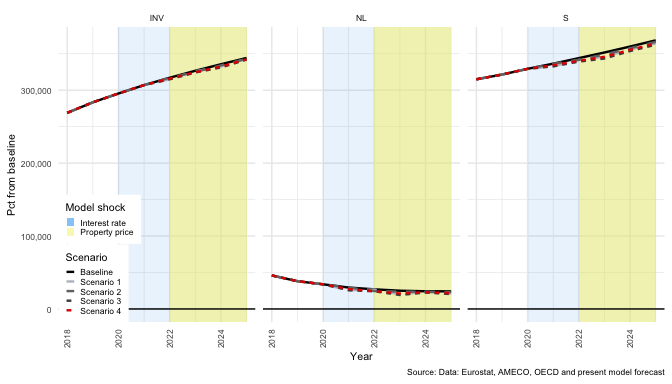 INV
NL
S
Pct from baseline
300,000
200,000
100,000
0
Model shock
Interest rate
Property price
Scenario
Baseline
Scenario 1
Scenario 2
Scenario 3
Scenario 4
2018 2020 2022 2024
2018 2020 2022 2024
2018 2020 2022 2024
Year
Source: Data: Eurostat, AMECO, OECD and present model forecast